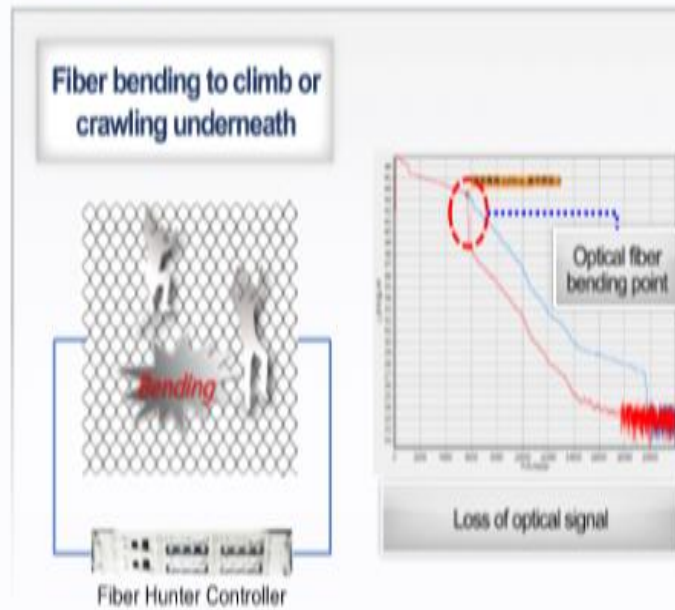 Fiber bending to climb or
crawling underneath
Bending
Optical fiber
bending point
Loss of optical signal
Fiber Hunter Controller